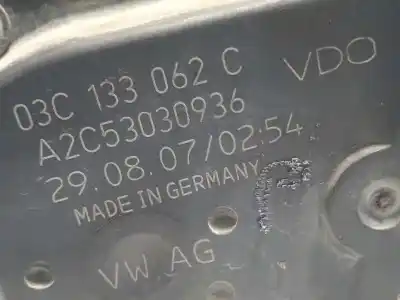 03C 133 062 C VDO
A2C53030936
29.08.07/02:54
MADE IN GERMANY
VW AG